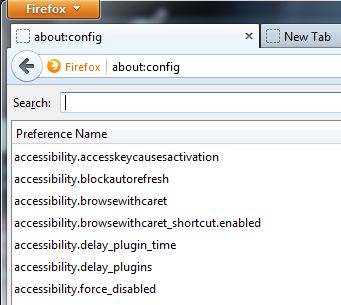 Firefox
about:config
New Tab
Firefox
about:config
Search:
Preference Name
accessibility.accesskeycausesactivation
accessibility.blockautorefresh
accessibility.browsewithcaret
accessibility.browsewithcaret_shortcut.enabled
accessibility.delay_plugin_time
accessibility.delay_plugins
accessibility.force_disabled